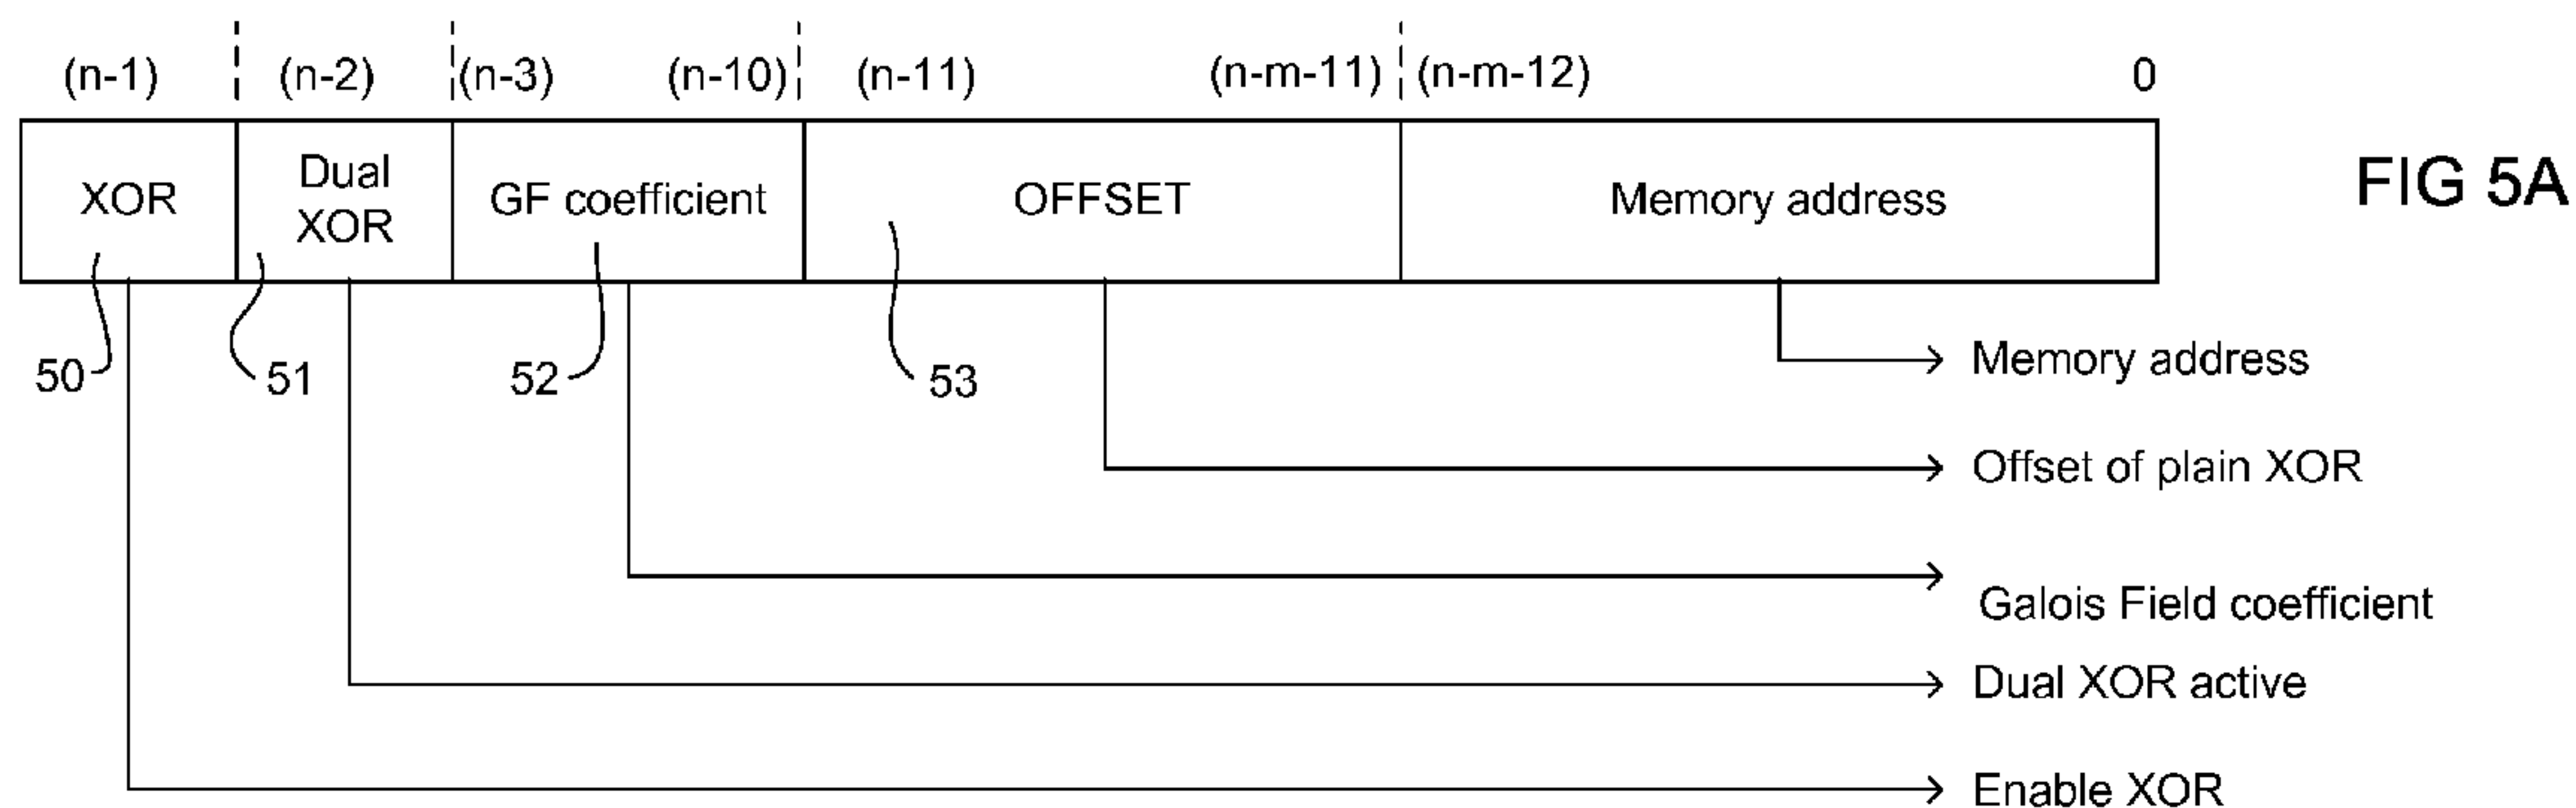 (n-1) (n-2) (n-3) (n-10) (n-11) (n-m-11) (n-m-12) 0
XOR
Dual
XOR
GF coefficient
OFFSET
Memory address
FIG 5A
50
51
52
53
Memory address
Offset of plain XOR
Galois Field coefficient
Dual XOR active
Enable XOR